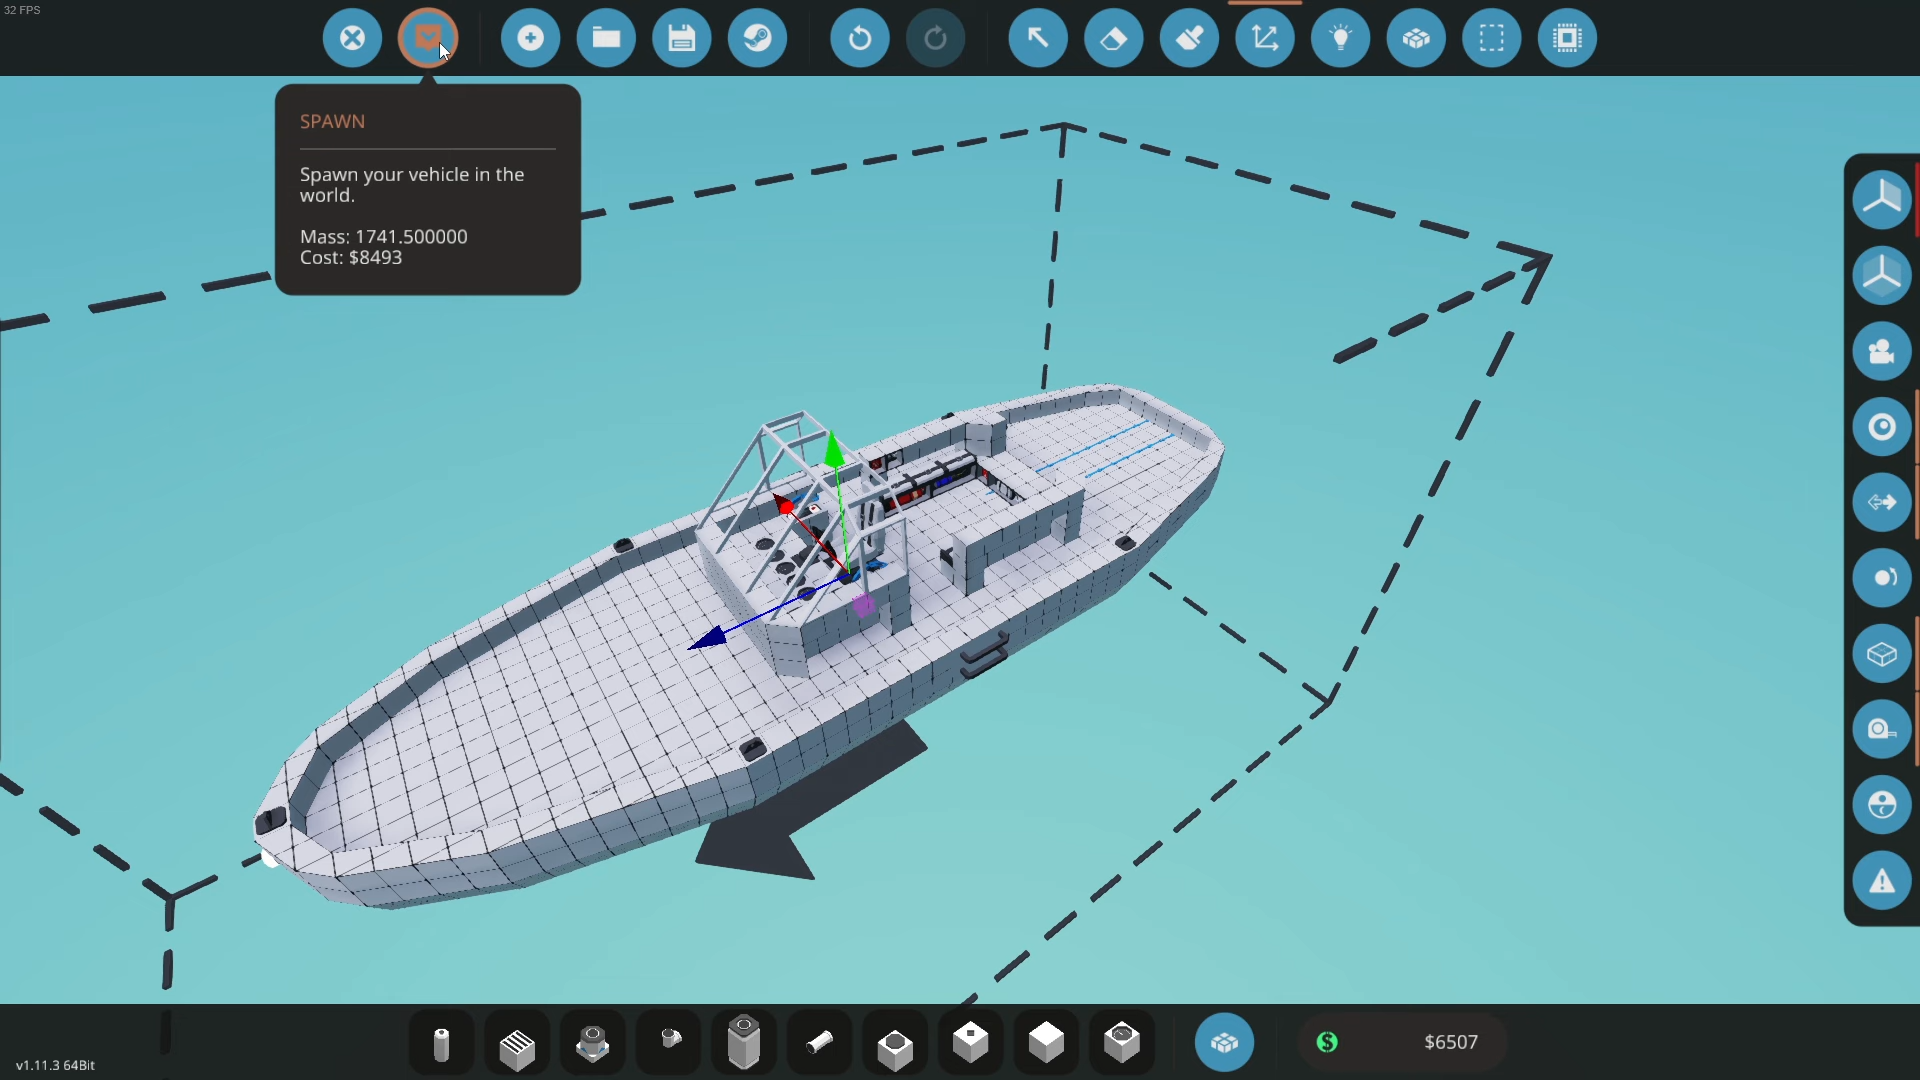 32 FPS
SPAWN
Spawn your vehicle in the
world.
Mass: 1741.500000
Cost: $8493
$6507
v1.11.3 64Bit